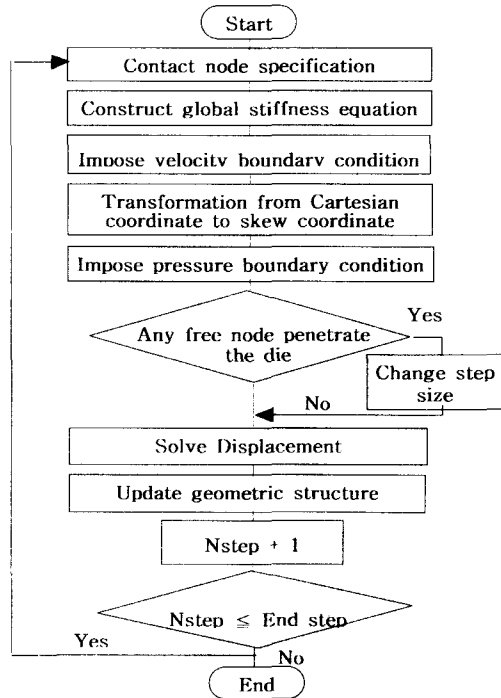 Start
Contact node specification
Construct global stiffness equation
Impose velocity boundary condition
Transformation from Cartesian
coordinate to skew coordinate
Impose pressure boundary condition
Any free node penetrate
the die
Yes
Change step
size
No
Solve Displacement
Update geometric structure
Nstep + 1
Nstep ≦ End step
Yes
No
End